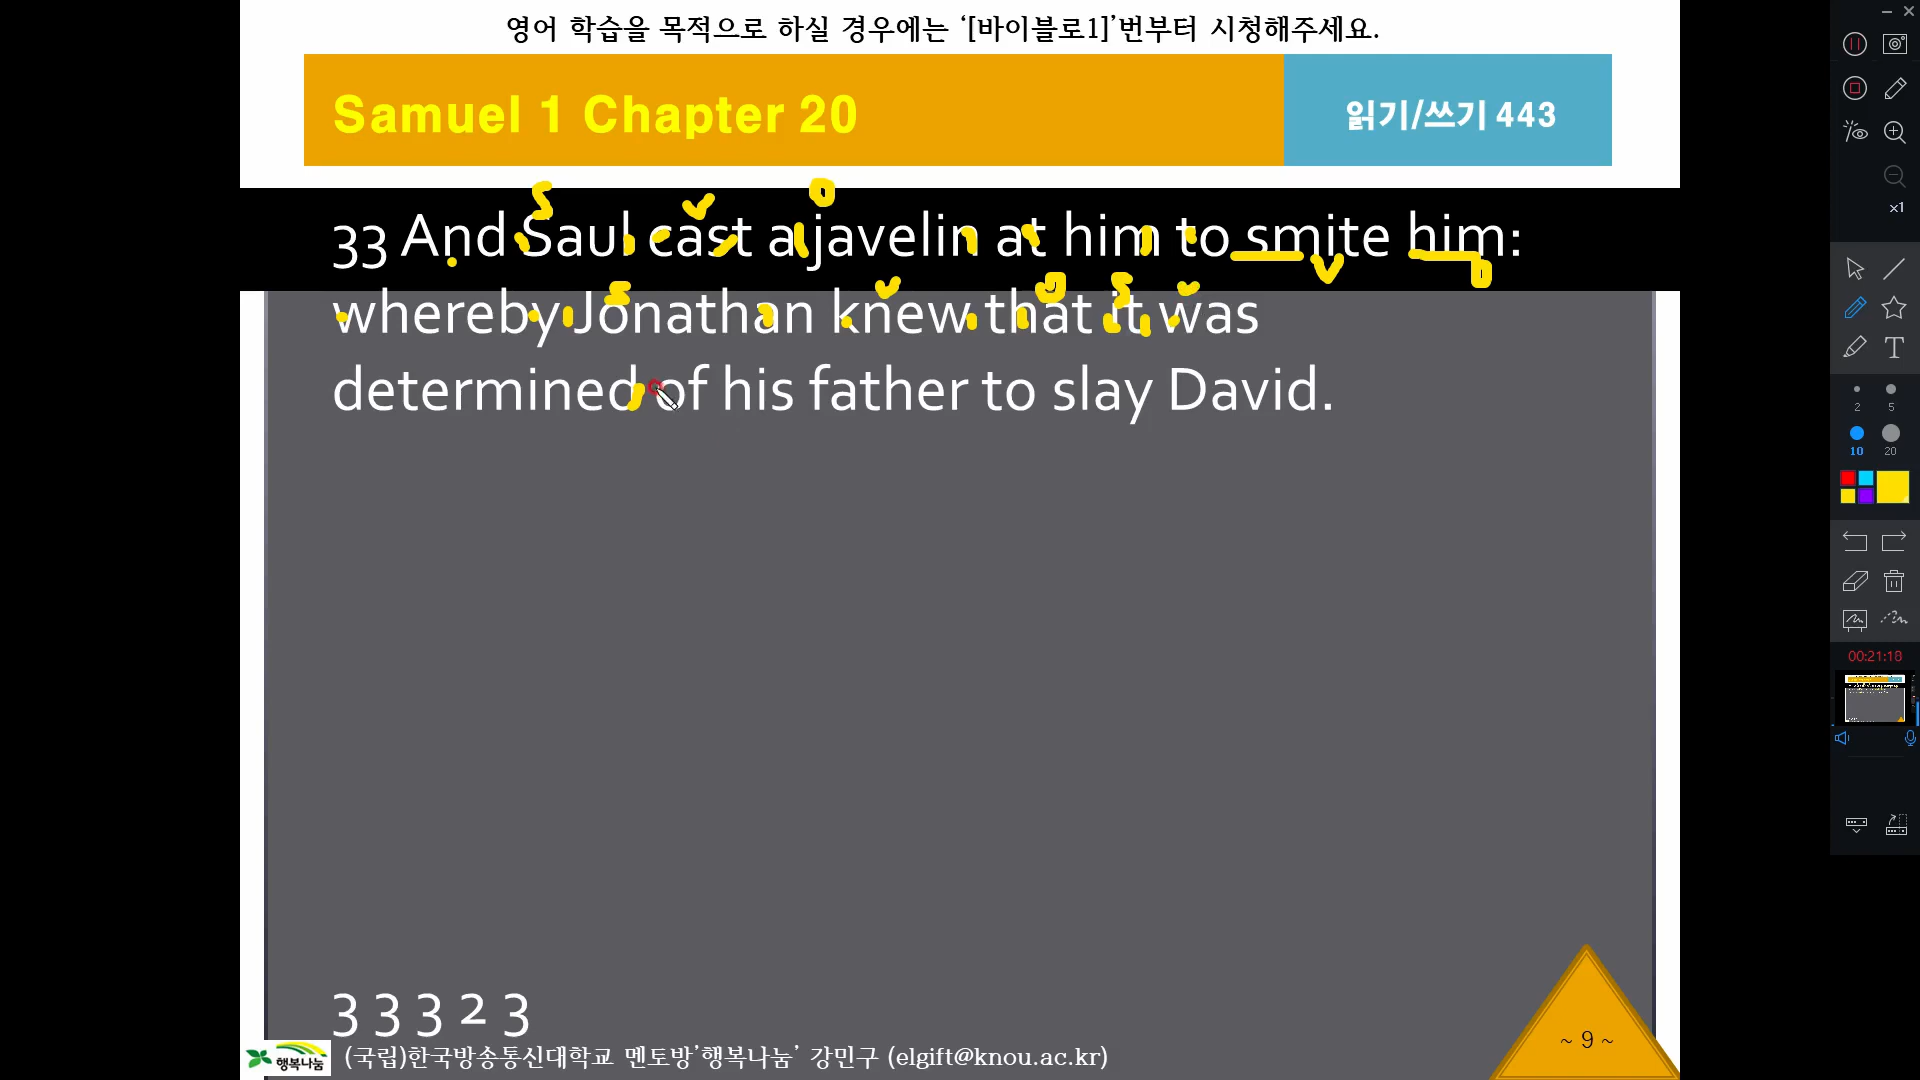 영어 학습을 목적으로 하실 경우에는 '[바이블로1]'번부터 시청해주세요.
Samuel 1 Chapter 20
읽기/쓰기 443
33 And Saul cast a javelin at him to smite him:
whereby Jonathan knew that it was
determined of his father to slay David.
3 3 3 2 3
행복나눔
(국립)한국방송통신대학교 멘토방'행복나눔' 강민구 (elgift@knou.ac.kr)
~ 9 ~
x1
T
2 5
10 20
00:21:18